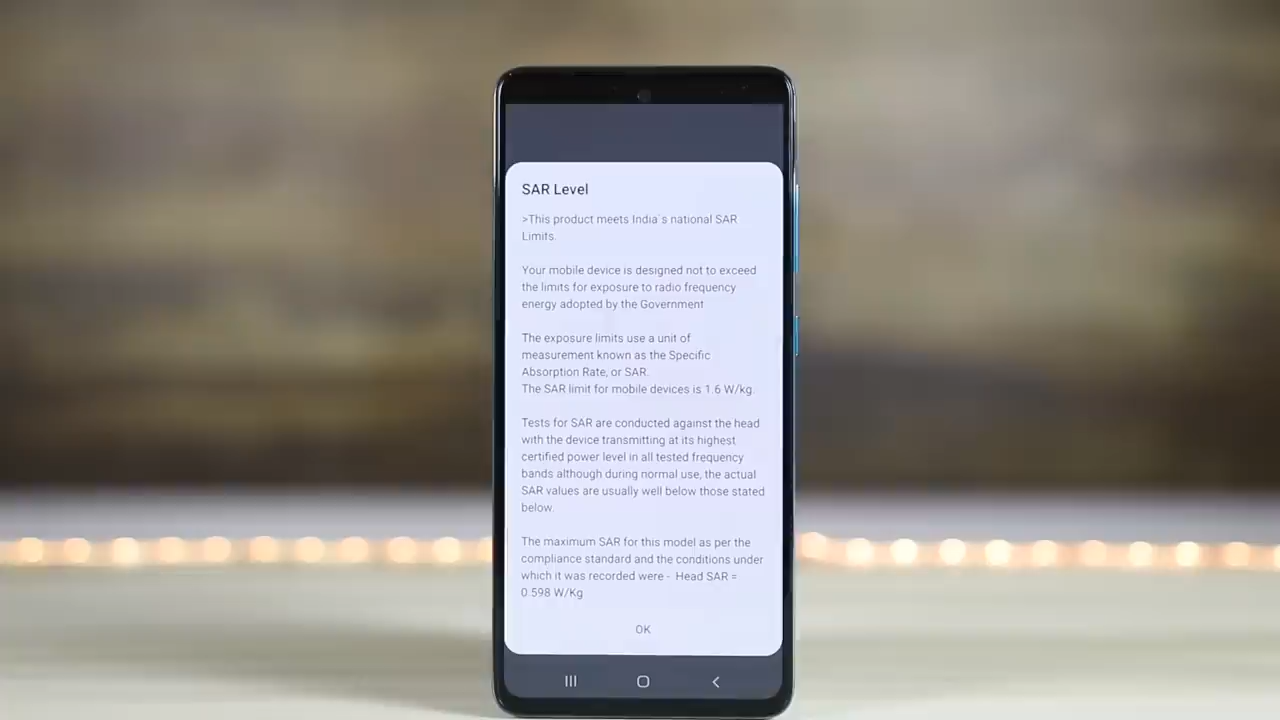 SAR Level
>This product meets India's national SAR
Limits.
Your mobile device is designed not to exceed
the limits for exposure to radio frequency
energy adopted by the Government
The exposure limits use a unit of
measurement known as the Specific
Absorption Rate, or SAR.
The SAR limit for mobile devices is 1.6 W/kg.
Tests for SAR are conducted against the head
with the device transmitting at its highest
certified power level in all tested frequency
bands although during normal use, the actual
SAR values are usually well below those stated
below.
The maximum SAR for this model as per the
compliance standard and the conditions under
which it was recorded were - Head SAR =
0.598 W/Kg
OK